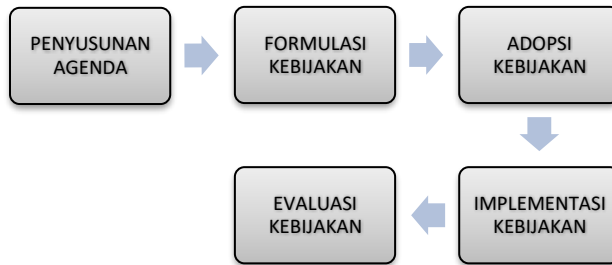 PENYUSUNAN
AGENDA
FORMULASI
KEBIJAKAN
ADOPSI
KEBIJAKAN
IMPLEMENTASI
KEBIJAKAN
EVALUASI
KEBIJAKAN